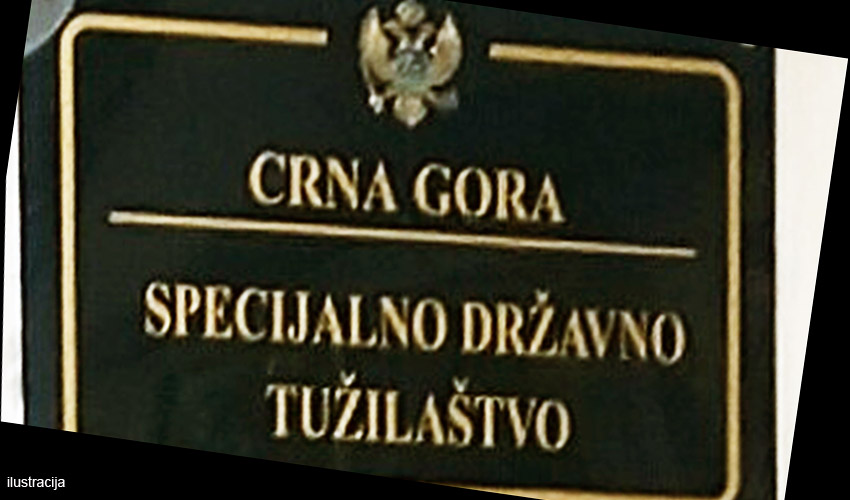 CRNA GORA
SPECIJALNO DRŽAVNO
TUŽILAŠTVO
ilustracija